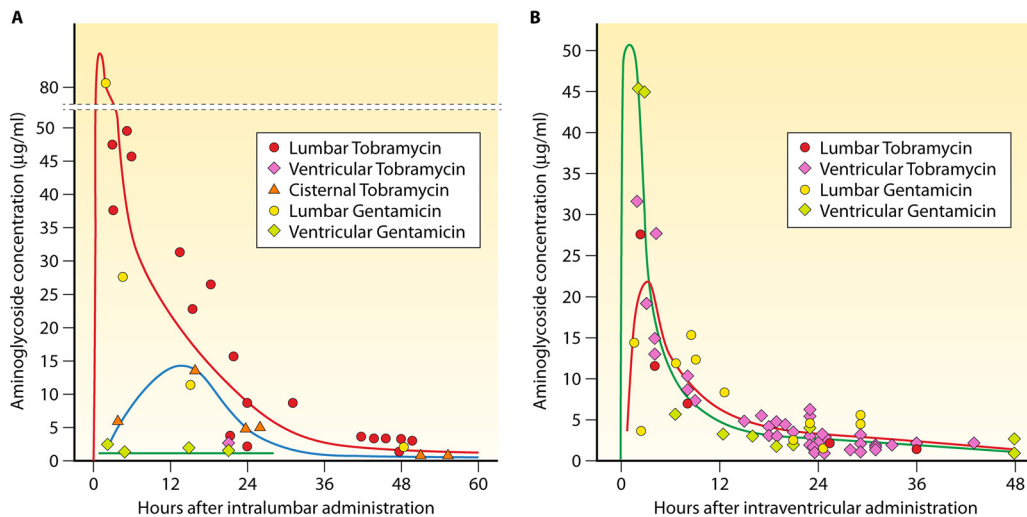 A
Aminoglycoside concentration (µg/ml)
80
50
45
40
35
30
25
20
15
10
5
0
0 12 24 36 48 60
Hours after intralumbar administration
Lumbar Tobramycin
Ventricular Tobramycin
Cisternal Tobramycin
Lumbar Gentamicin
Ventricular Gentamicin
B
Aminoglycoside concentration (µg/ml)
50
45
40
35
30
25
20
15
10
5
0
0 12 24 36 48
Hours after intraventricular administration
Lumbar Tobramycin
Ventricular Tobramycin
Lumbar Gentamicin
Ventricular Gentamicin